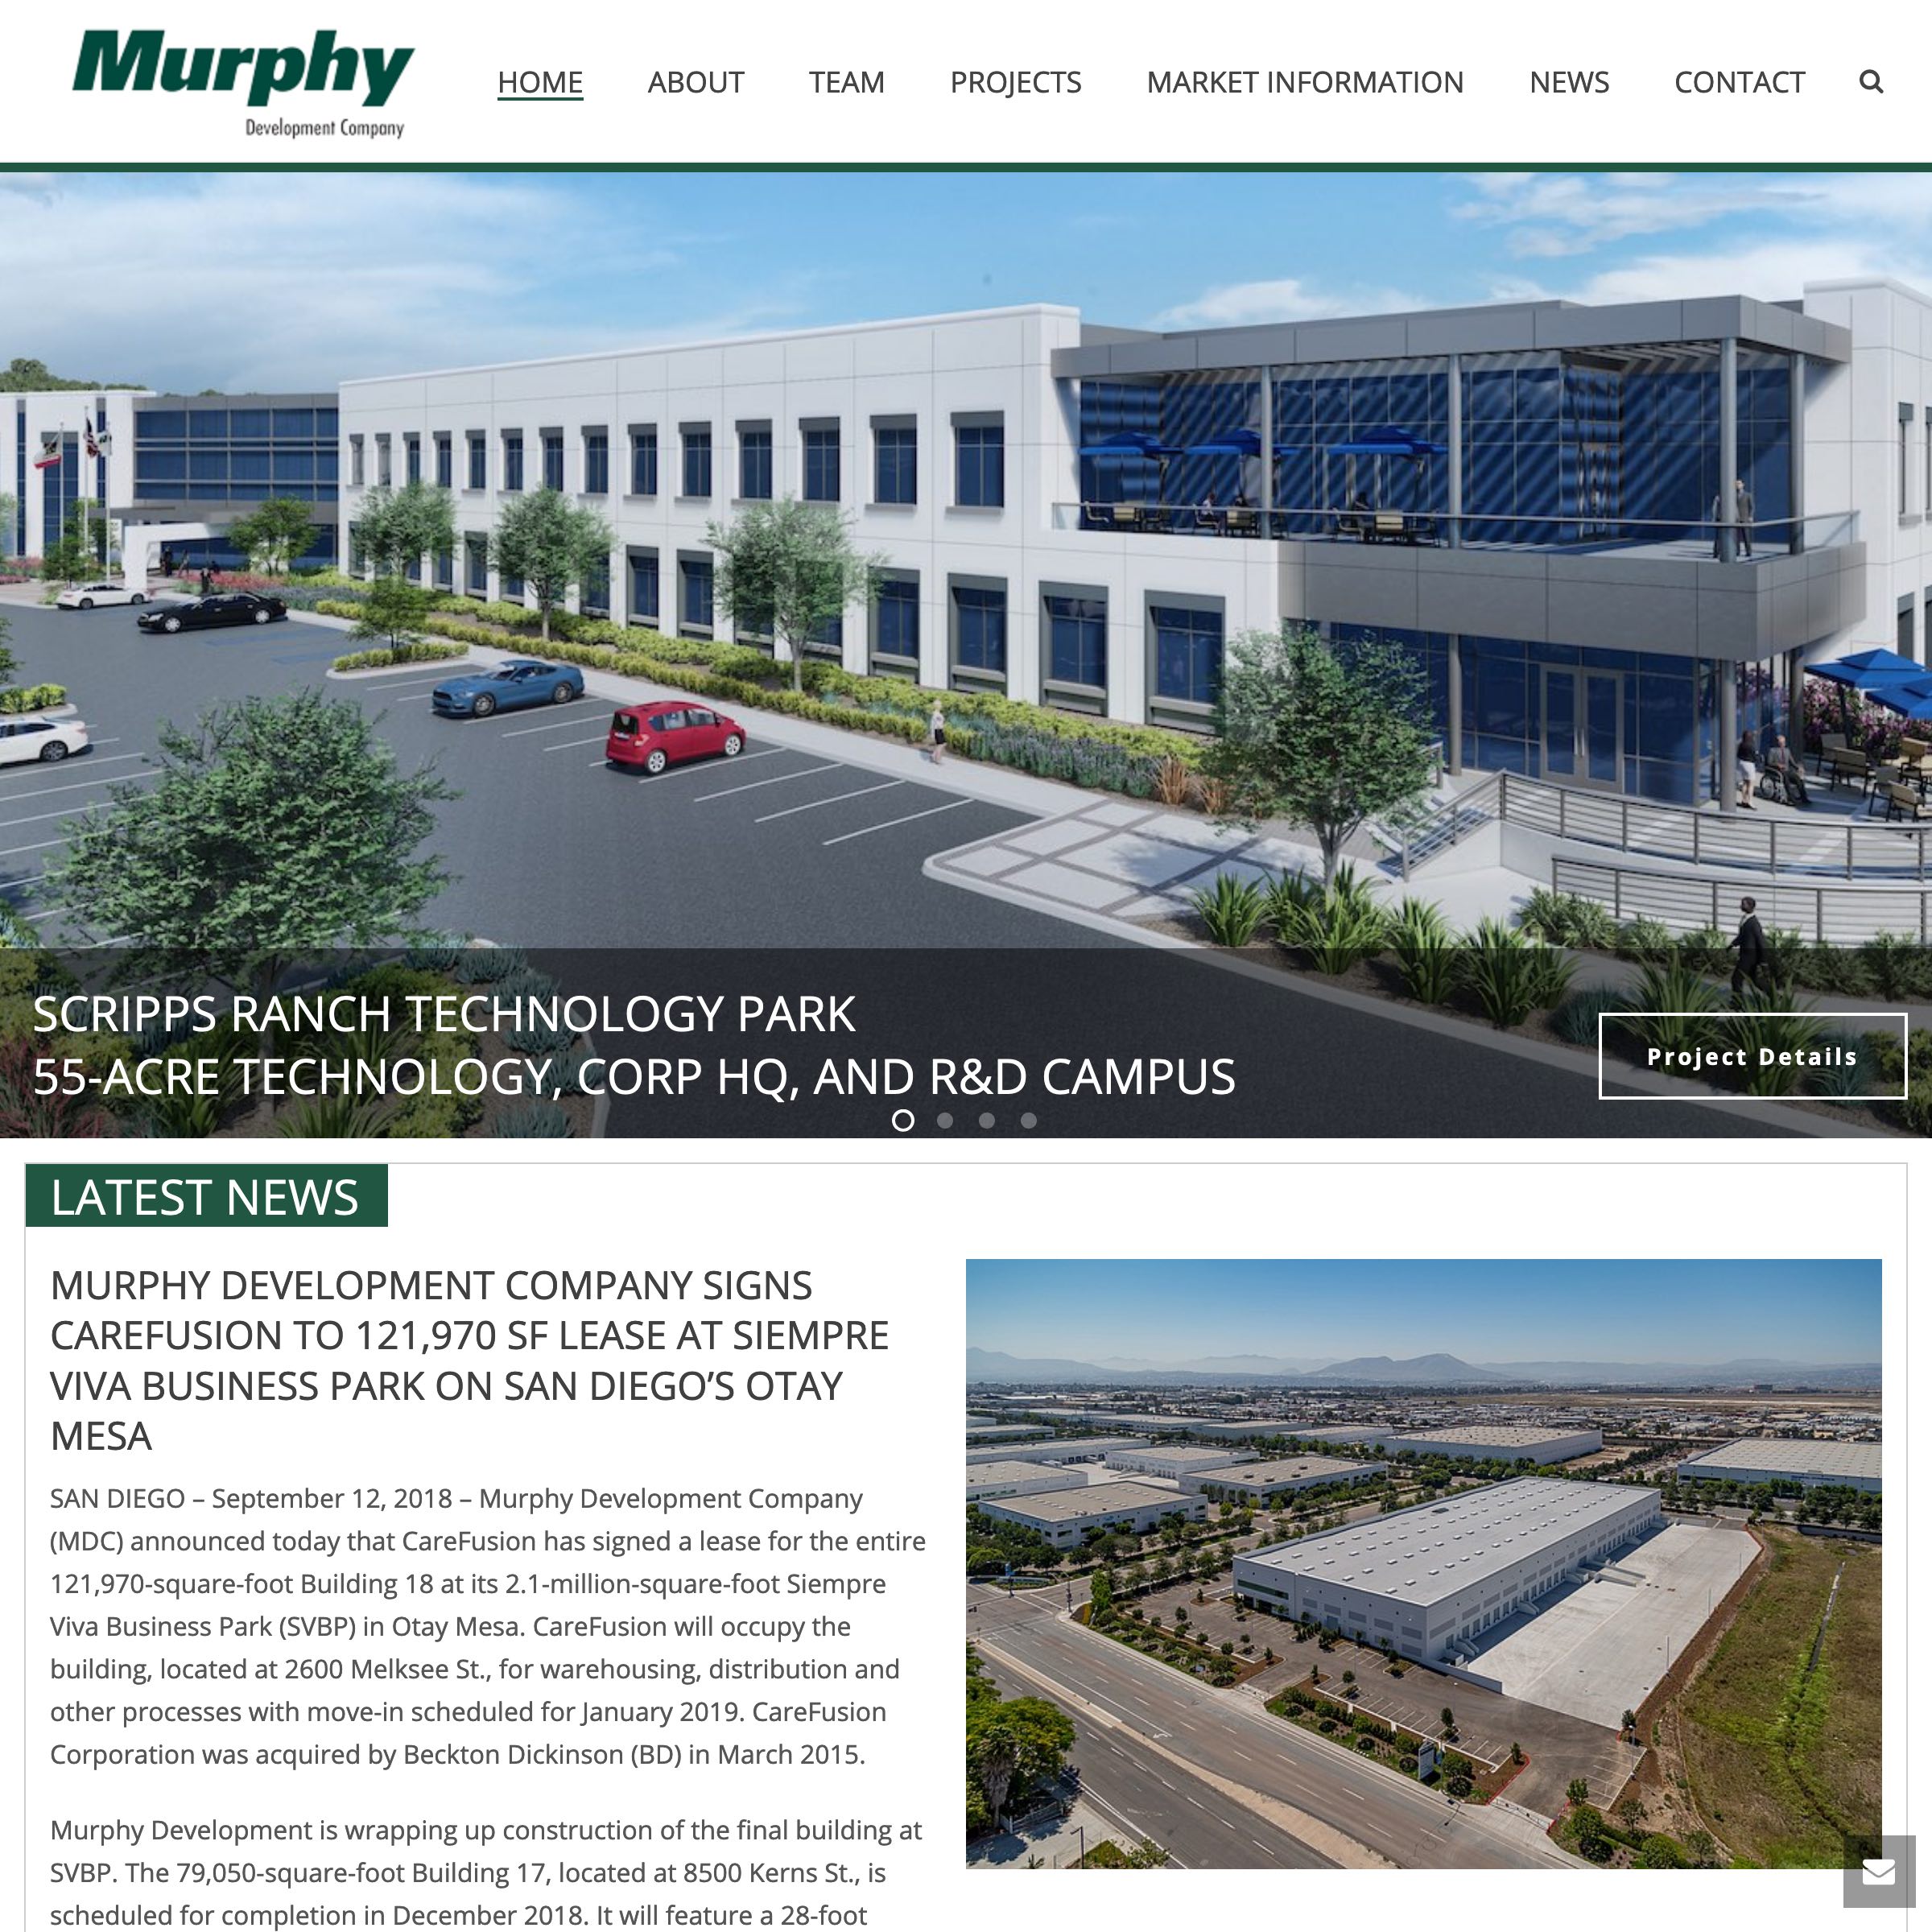 Murphy
Development Company
HOME
ABOUT
TEAM
PROJECTS
MARKET INFORMATION
NEWS
CONTACT
SCRIPPS RANCH TECHNOLOGY PARK
55-ACRE TECHNOLOGY, CORP HQ, AND R&D CAMPUS
Project Details
LATEST NEWS
MURPHY DEVELOPMENT COMPANY SIGNS
CAREFUSION TO 121,970 SF LEASE AT SIEMPRE
VIVA BUSINESS PARK ON SAN DIEGO’S OTAY
MESA
SAN DIEGO – September 12, 2018 – Murphy Development Company
(MDC) announced today that CareFusion has signed a lease for the entire
121,970-square-foot Building 18 at its 2.1-million-square-foot Siempre
Viva Business Park (SVBP) in Otay Mesa. CareFusion will occupy the
building, located at 2600 Melksee St., for warehousing, distribution and
other processes with move-in scheduled for January 2019. CareFusion
Corporation was acquired by Beckton Dickinson (BD) in March 2015.
Murphy Development is wrapping up construction of the final building at
SVBP. The 79,050-square-foot Building 17, located at 8500 Kerns St., is
scheduled for completion in December 2018. It will feature a 28-foot